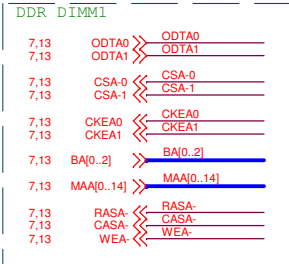 DDR DIMM1
7,13 ODTA0 ODTA0
7,13 ODTA1 ODTA1
7,13 CSA-0 CSA-0
7,13 CSA-1 CSA-1
7,13 CKEA0 CKEA0
7,13 CKEA1 CKEA1
7,13 BA[0..2] BA[0..2]
7,13 MAA[0..14] MAA[0..14]
7,13 RASA- RASA-
7,13 CASA- CASA-
7,13 WEA- WEA-